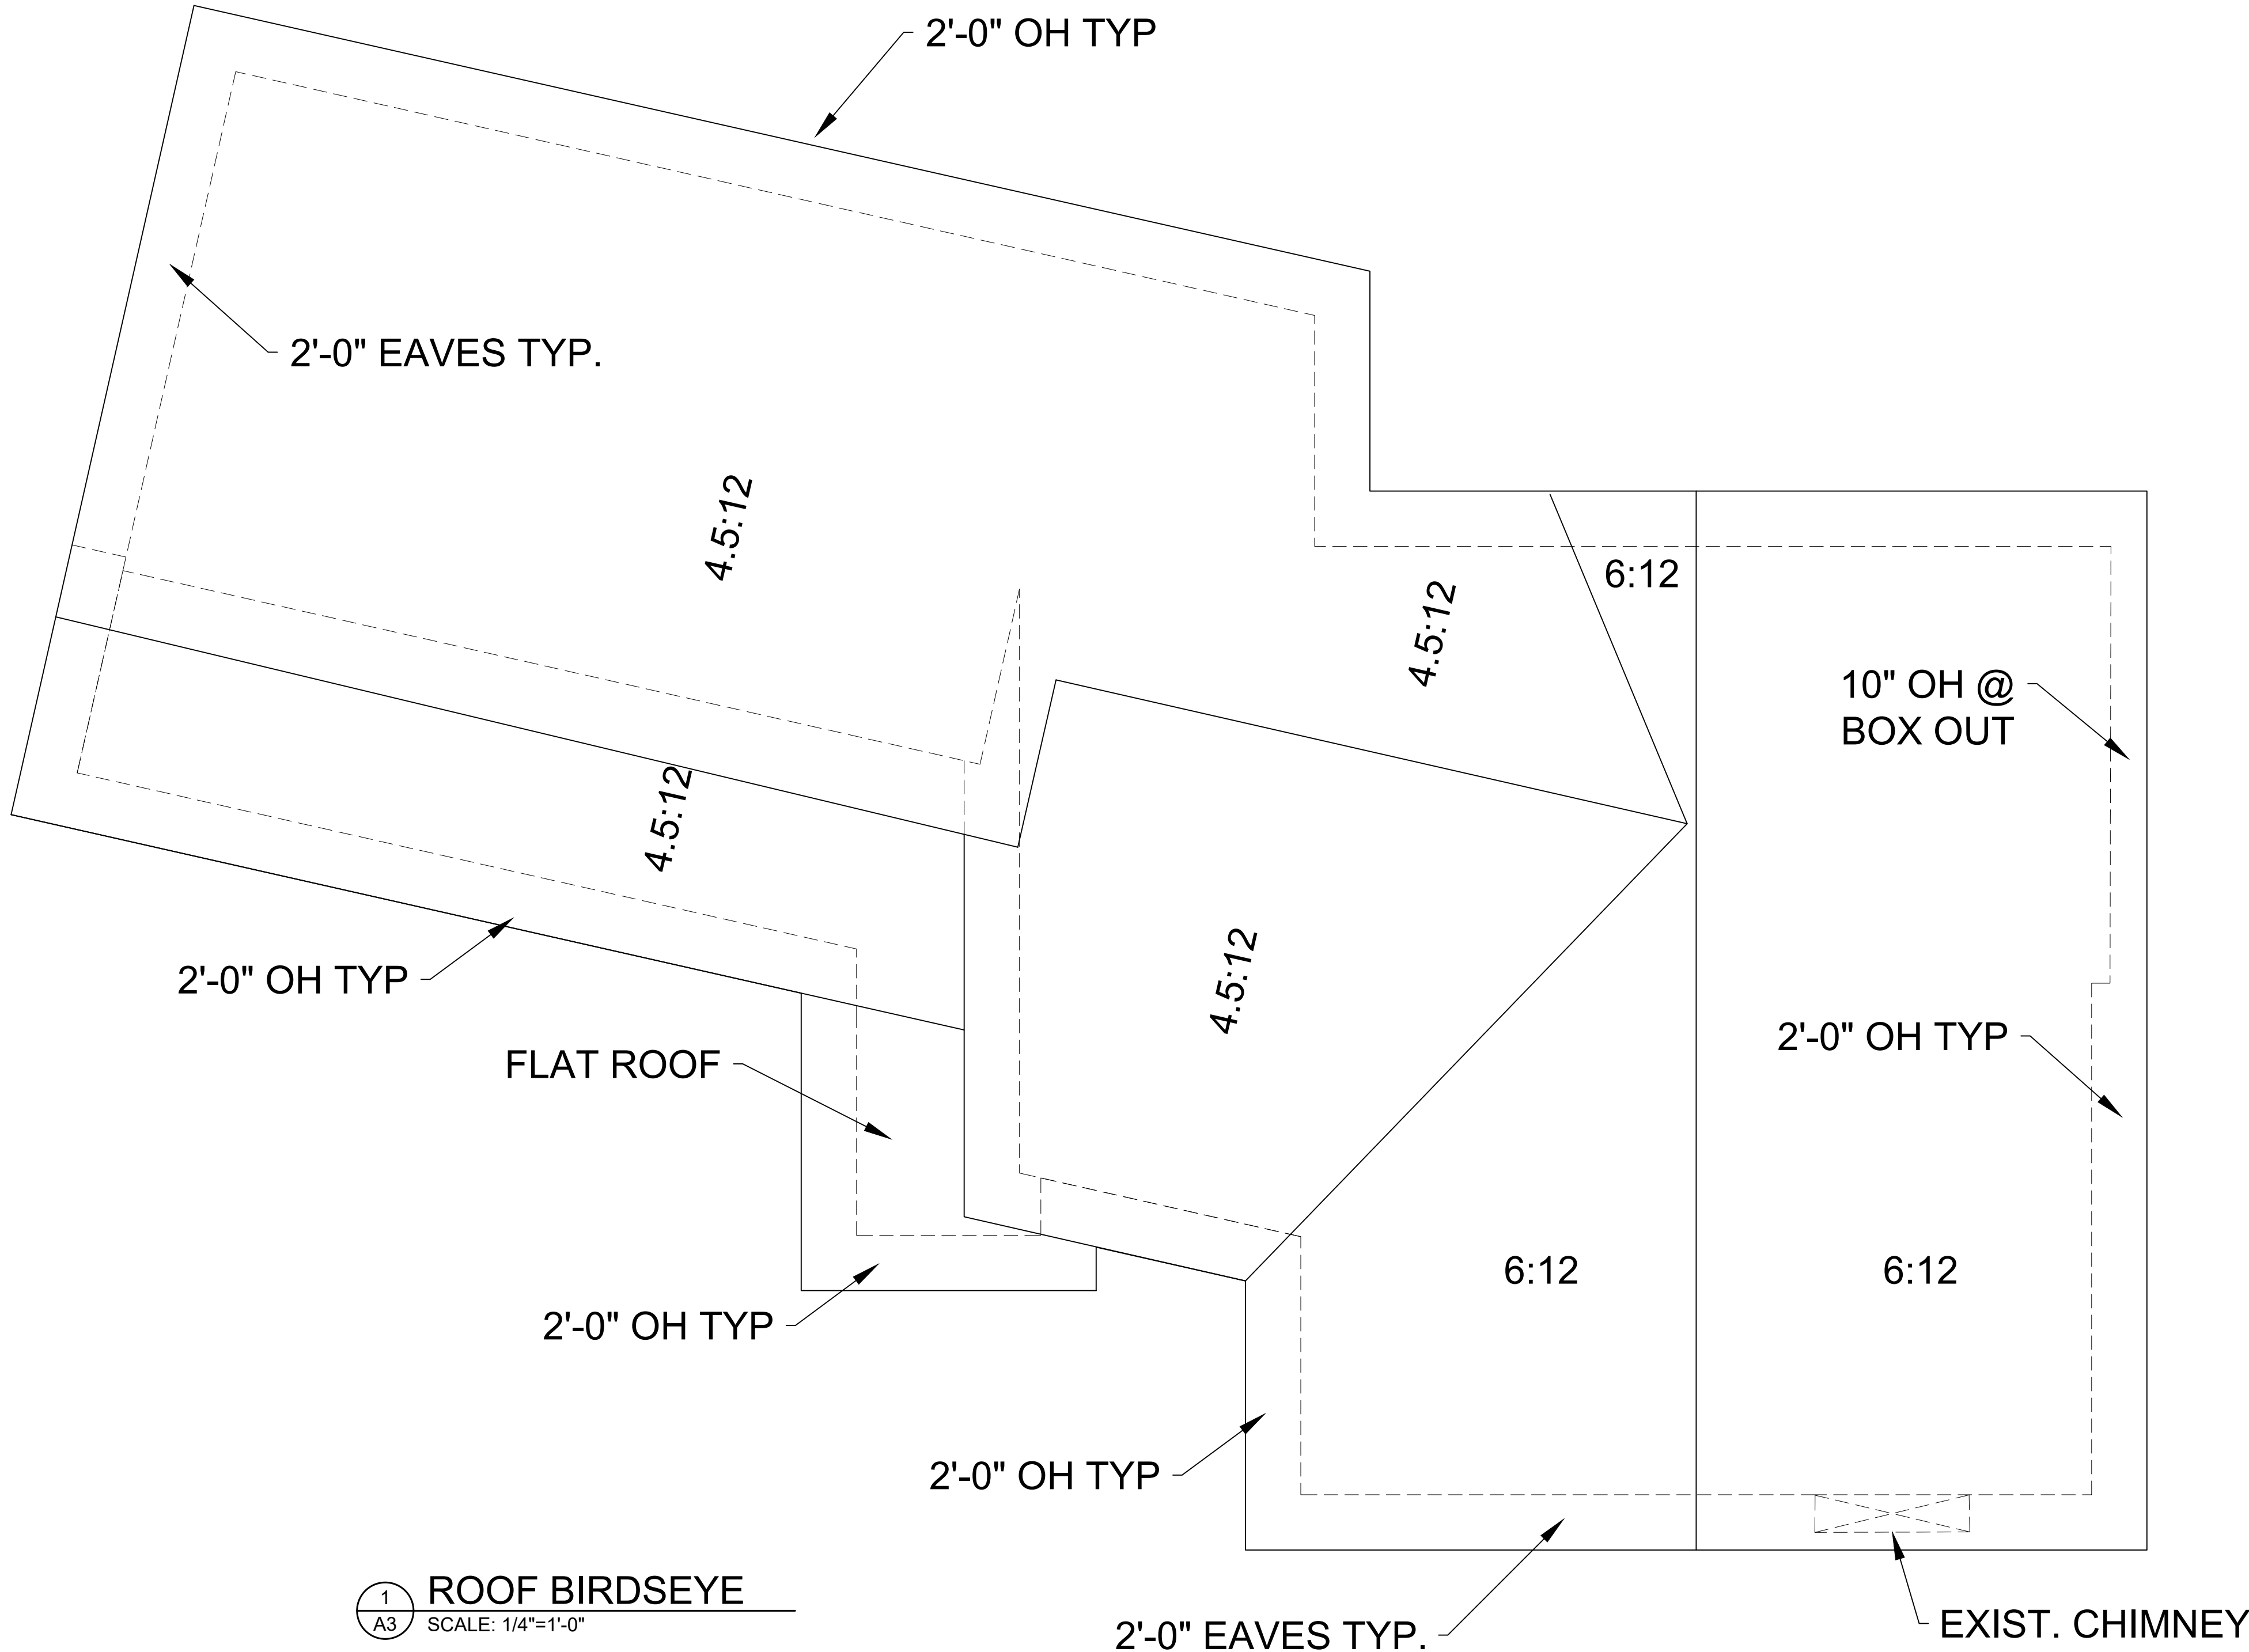 2'-0" OH TYP
2'-0" EAVES TYP.
4.5:12
4.5:12
6:12
10" OH @
BOX OUT
4.5:12
4.5:12
2'-0" OH TYP
2'-0" OH TYP
FLAT ROOF
6:12
6:12
2'-0" OH TYP
2'-0" OH TYP
1
A3
ROOF BIRDSEYE
SCALE: 1/4"=1'-0"
2'-0" EAVES TYP.
EXIST. CHIMNEY